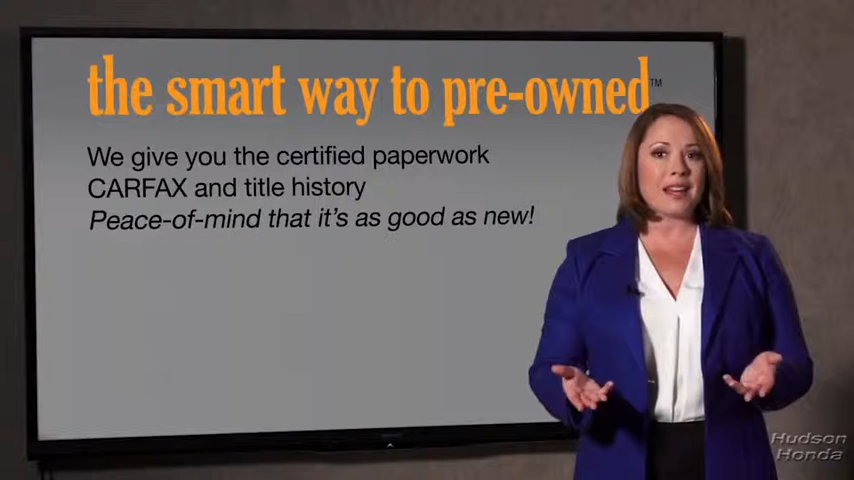 the smart way to pre-owned™
We give you the certified paperwork
CARFAX and title history
Peace-of-mind that it's as good as new!
Hudson
Honda